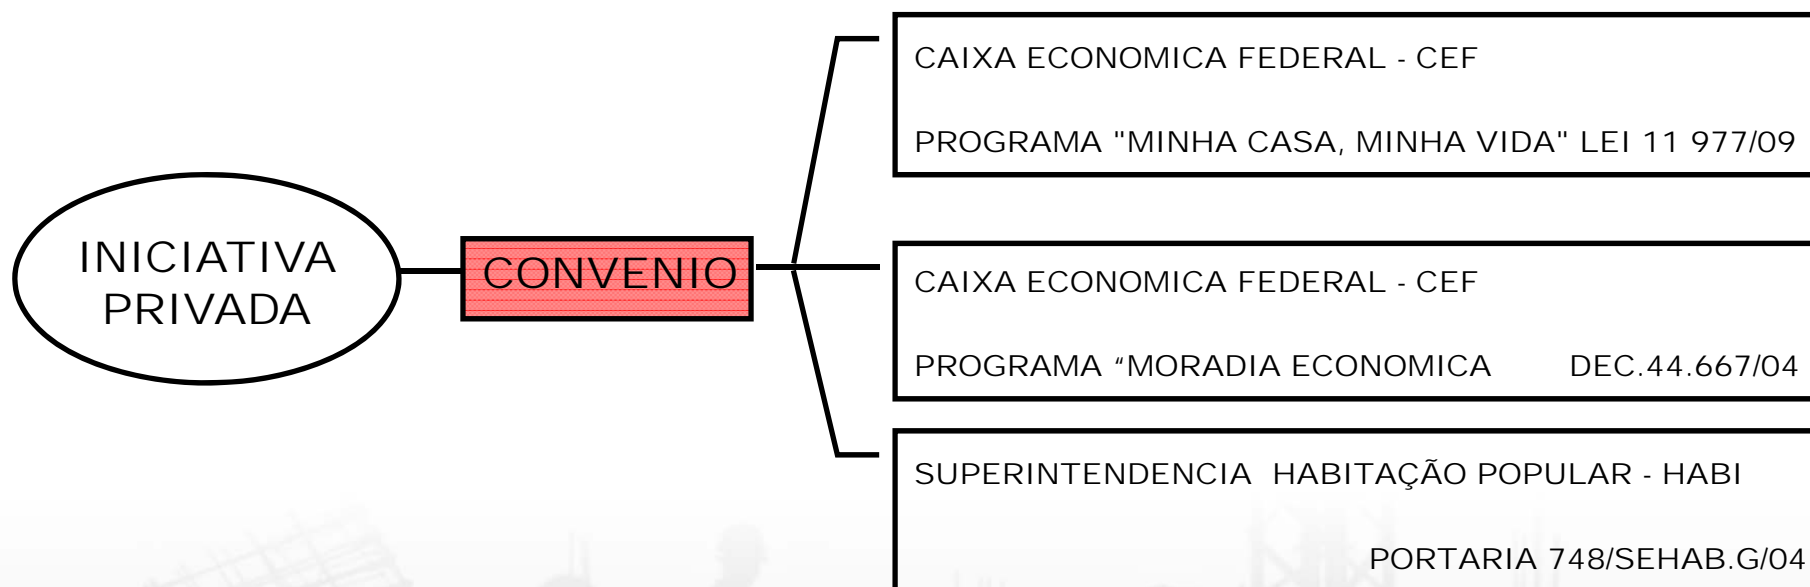 INICIATIVA
PRIVADA
CONVENIO
CAIXA ECONOMICA FEDERAL - CEF
PROGRAMA "MINHA CASA, MINHA VIDA" LEI 11 977/09
CAIXA ECONOMICA FEDERAL - CEF
PROGRAMA “MORADIA ECONOMICA DEC.44.667/04
SUPERINTENDENCIA HABITAÇÃO POPULAR - HABI
PORTARIA 748/SEHAB.G/04